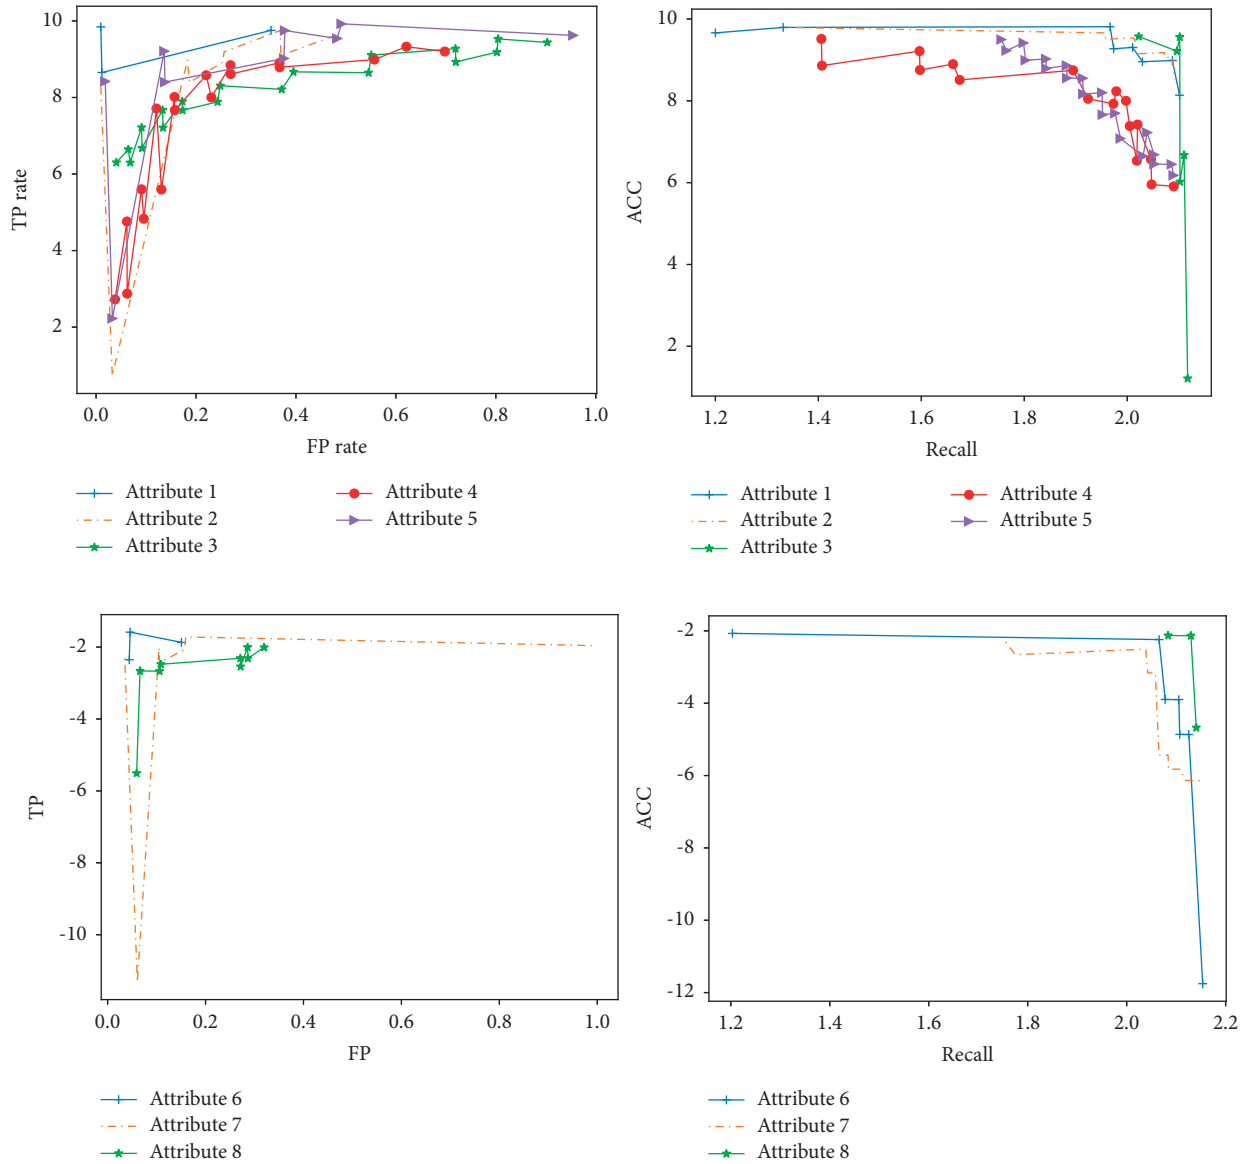 10
8
6
4
2
TP rate
0.0 0.2 0.4 0.6 0.8 1.0
FP rate
Attribute 1
Attribute 2
Attribute 3
Attribute 4
Attribute 5
10
8
6
4
2
ACC
1.2 1.4 1.6 1.8 2.0
Recall
Attribute 1
Attribute 2
Attribute 3
Attribute 4
Attribute 5
-2
-4
-6
-8
-10
TP
0.0 0.2 0.4 0.6 0.8 1.0
FP
Attribute 6
Attribute 7
Attribute 8
-2
-4
-6
-8
-10
-12
ACC
1.2 1.4 1.6 1.8 2.0 2.2
Recall
Attribute 6
Attribute 7
Attribute 8